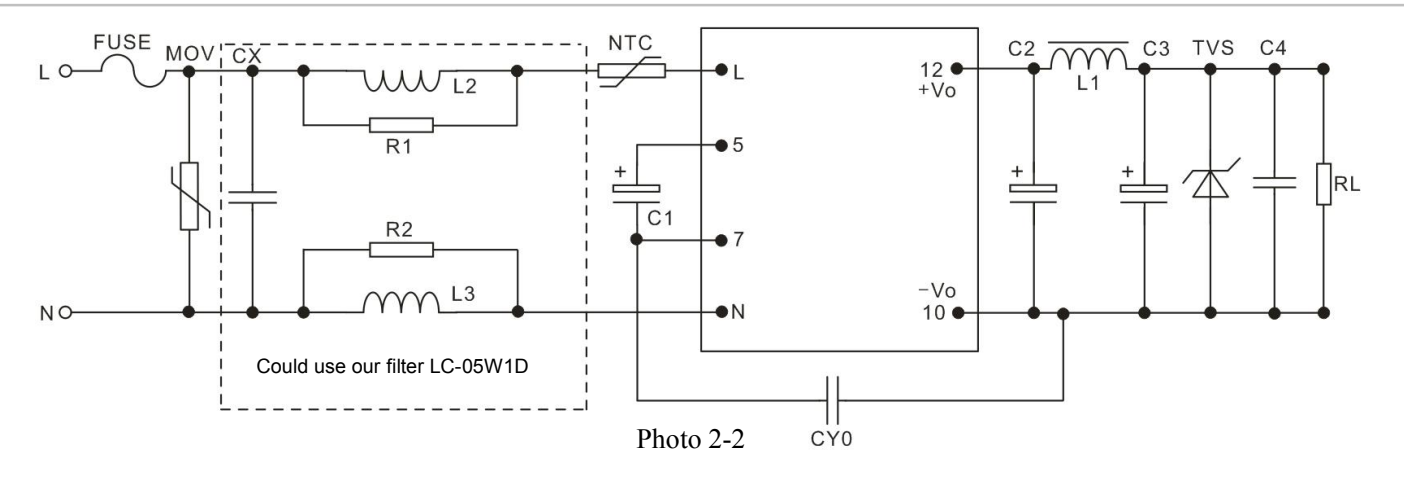 FUSE
MOV
CX
NTC
C2
C3
TVS
C4
L
L2
L
12
+Vo
L1
R1
5
+
+
+
RL
C1
R2
7
L3
−Vo
N
N
10
Could use our filter LC-05W1D
Photo 2-2
CY0